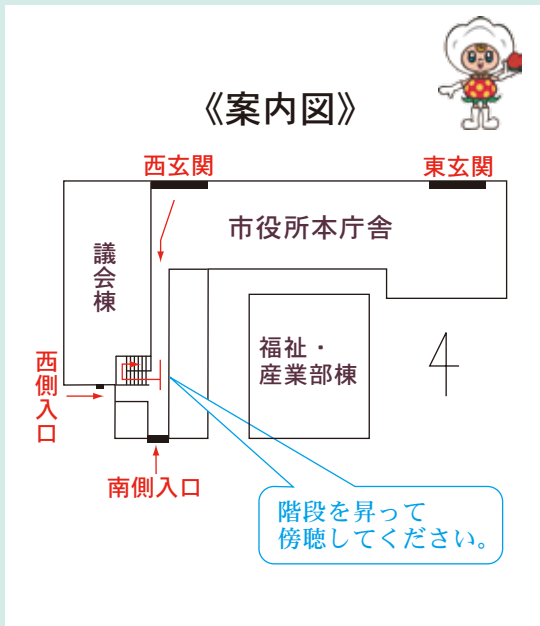 《案内図》
西玄関
東玄関
市役所本庁舎
議会棟
福祉・
産業部棟
西側入口
南側入口
階段を昇って
傍聴してください。